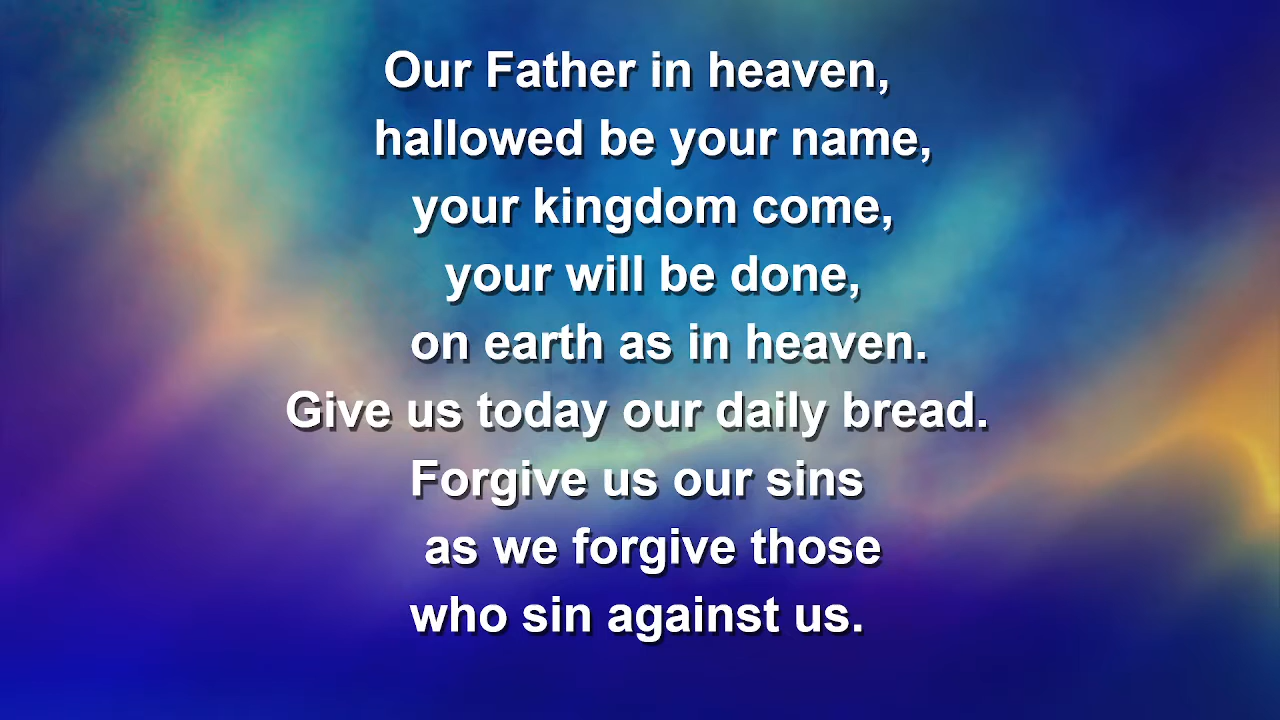 Our Father in heaven,
hallowed be your name,
your kingdom come,
your will be done,
on earth as in heaven.
Give us today our daily bread.
Forgive us our sins
as we forgive those
who sin against us.